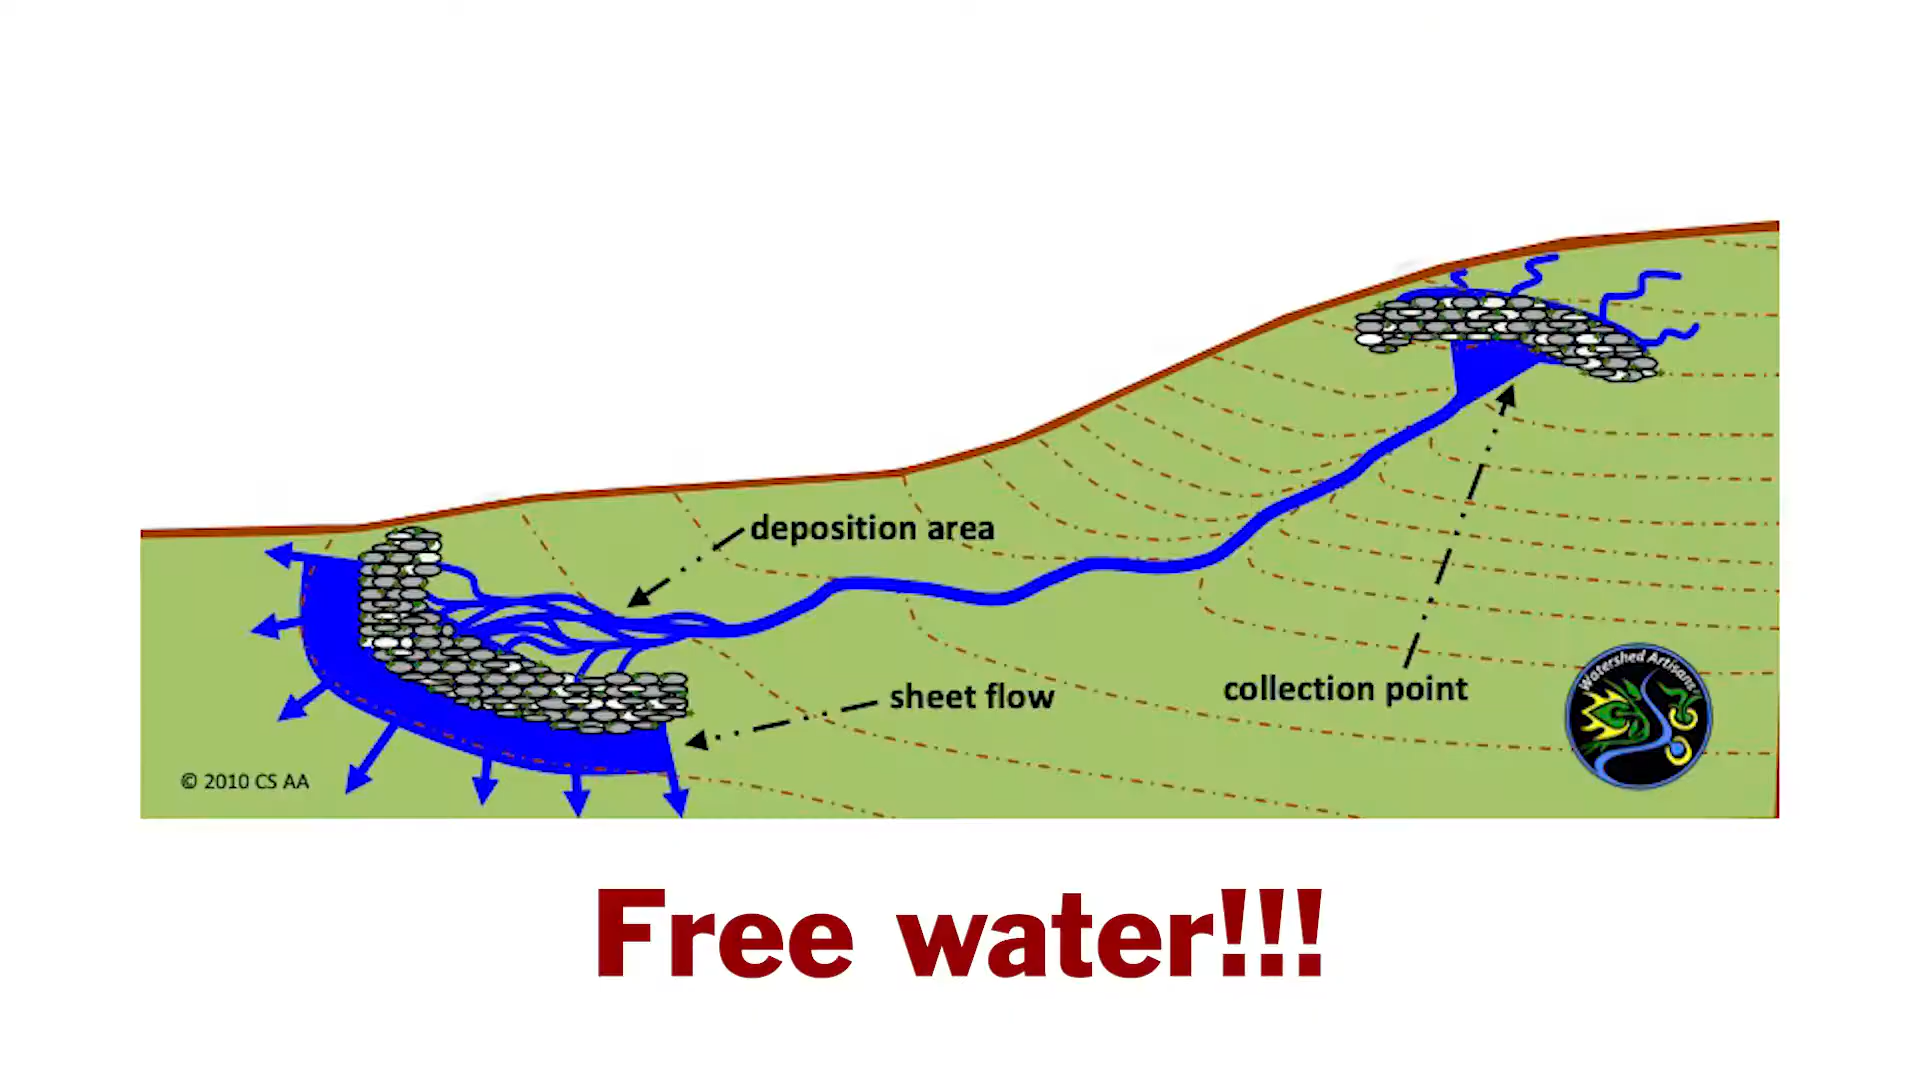 deposition area
sheet flow
collection point
Watershed Artisans
© 2010 CS AA
Free water!!!